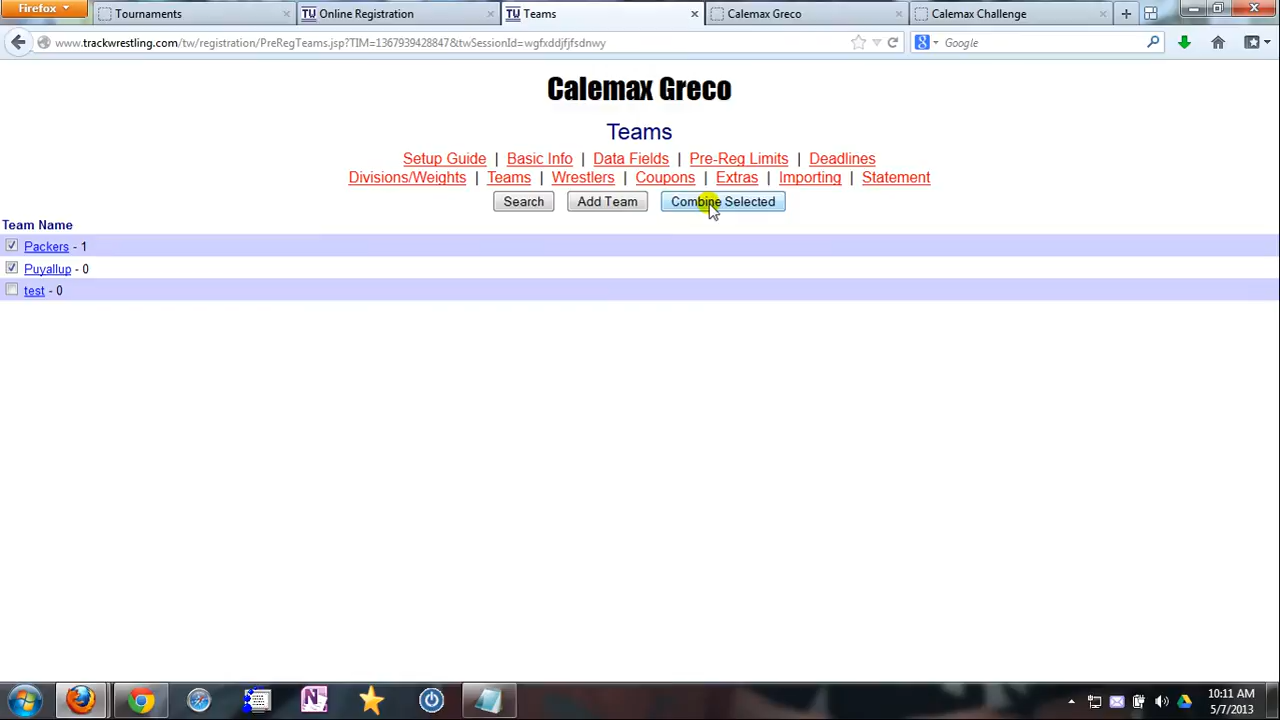 Firefox
Tournaments
TU Online Registration
TU Teams
Calemax Greco
Calemax Challenge
www.trackwrestling.com/tw/registration/PreRegTeams.jsp?TIM=1367939428847&twSessionId=wgfxddjfjfsdnwy
Google
Calemax Greco
Teams
Setup Guide | Basic Info | Data Fields | Pre-Reg Limits | Deadlines
Divisions/Weights | Teams | Wrestlers | Coupons | Extras | Importing | Statement
Search Add Team Combine Selected
Team Name
Packers - 1
Puyallup - 0
test - 0
10:11 AM
5/7/2013